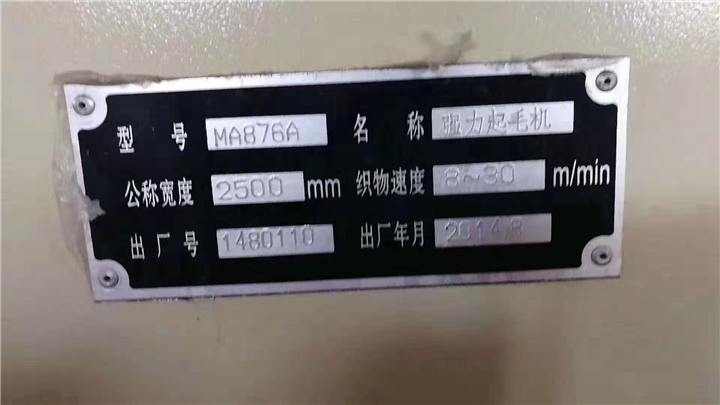 型号 MA876A 名称 强力起毛机
公称宽度 2500 mm 织物速度 8~30 m/min
出厂号 1480110 出厂年月 2014.8